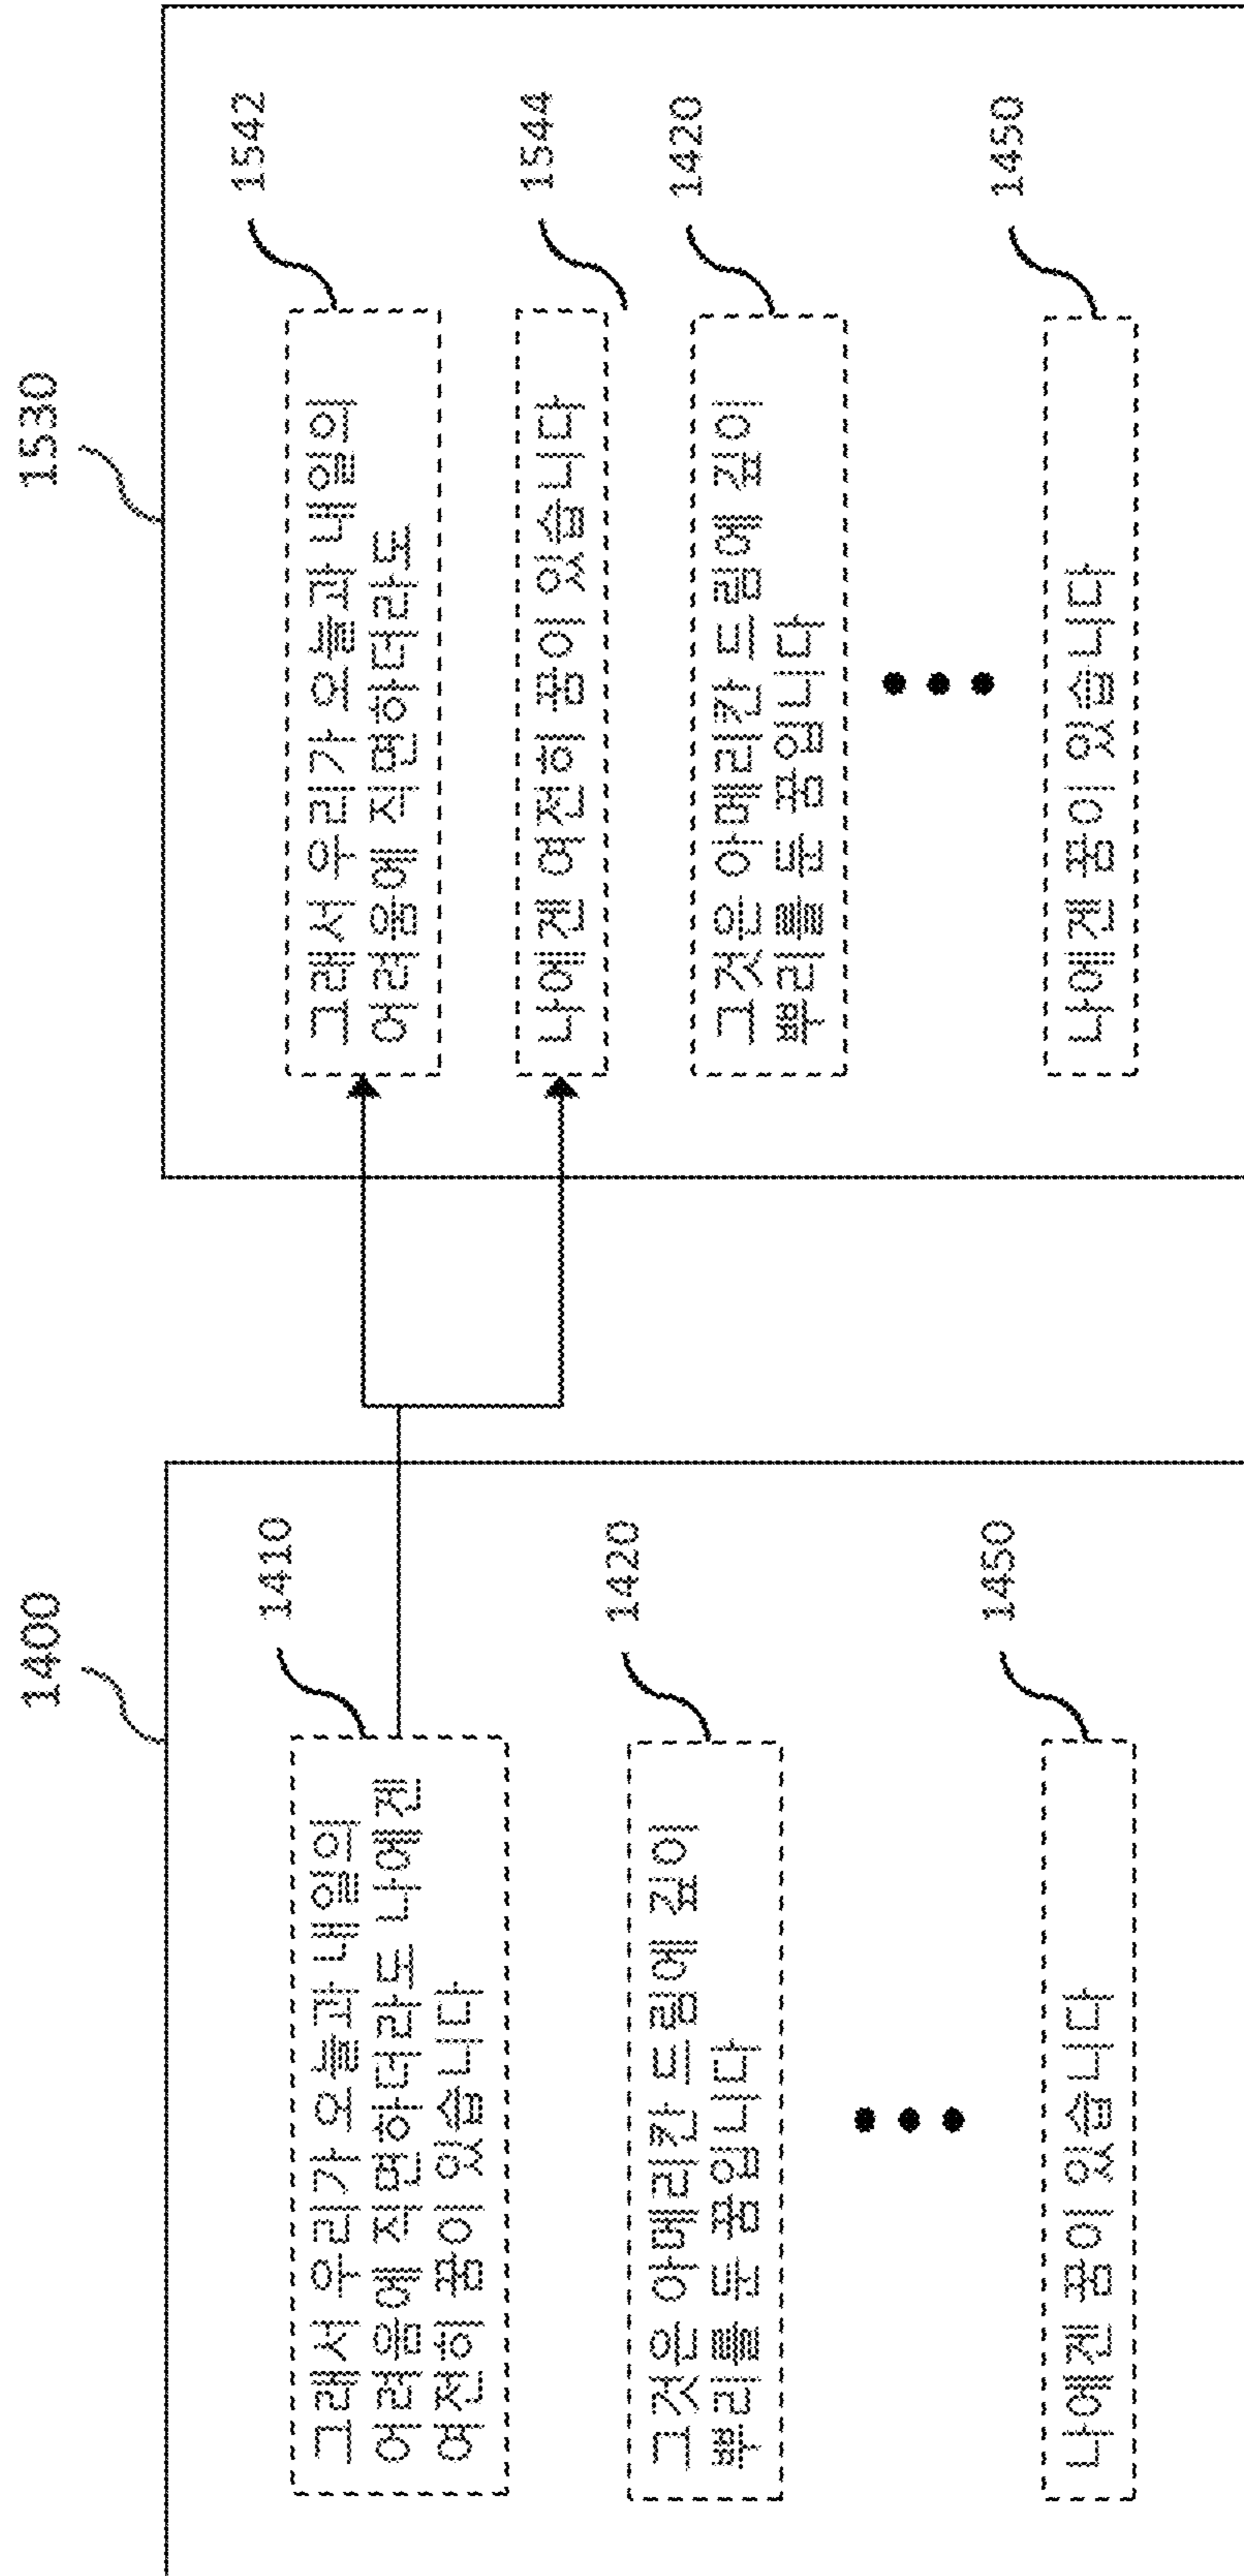 1400
1410
그래서 우리가 오늘과 내일의
어려움에 직면하더라도 나에겐
여전히 꿈이 있습니다
1420
그것은 아메리칸 드림에 깊이
뿌리를 둔 꿈입니다
1450
나에겐 꿈이 있습니다
1530
1542
그래서 우리가 오늘과 내일의
어려움에 직면하더라도
1544
나에겐 여전히 꿈이 있습니다
1420
그것은 아메리칸 드림에 깊이
뿌리를 둔 꿈입니다
1450
나에겐 꿈이 있습니다